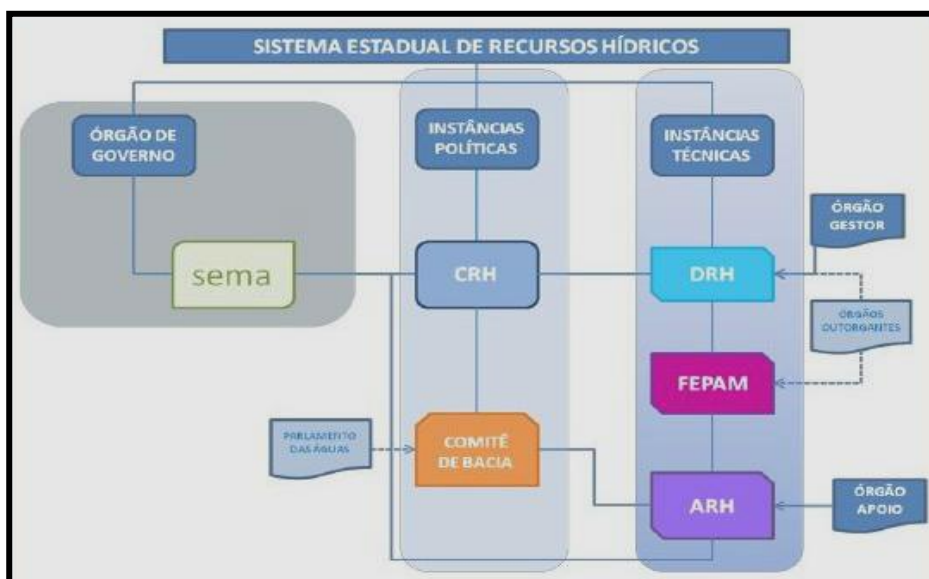 SISTEMA ESTADUAL DE RECURSOS HÍDRICOS
ÓRGÃO DE
GOVERNO
INSTÂNCIAS
POLÍTICAS
INSTÂNCIAS
TÉCNICAS
ÓRGÃO
GESTOR
sema
CRH
DRH
ÓRGÃOS
OUTORGANTES
FEPAM
PARLAMENTO
DAS ÁGUAS
COMITÊ
DE BACIA
ARH
ÓRGÃO
APOIO